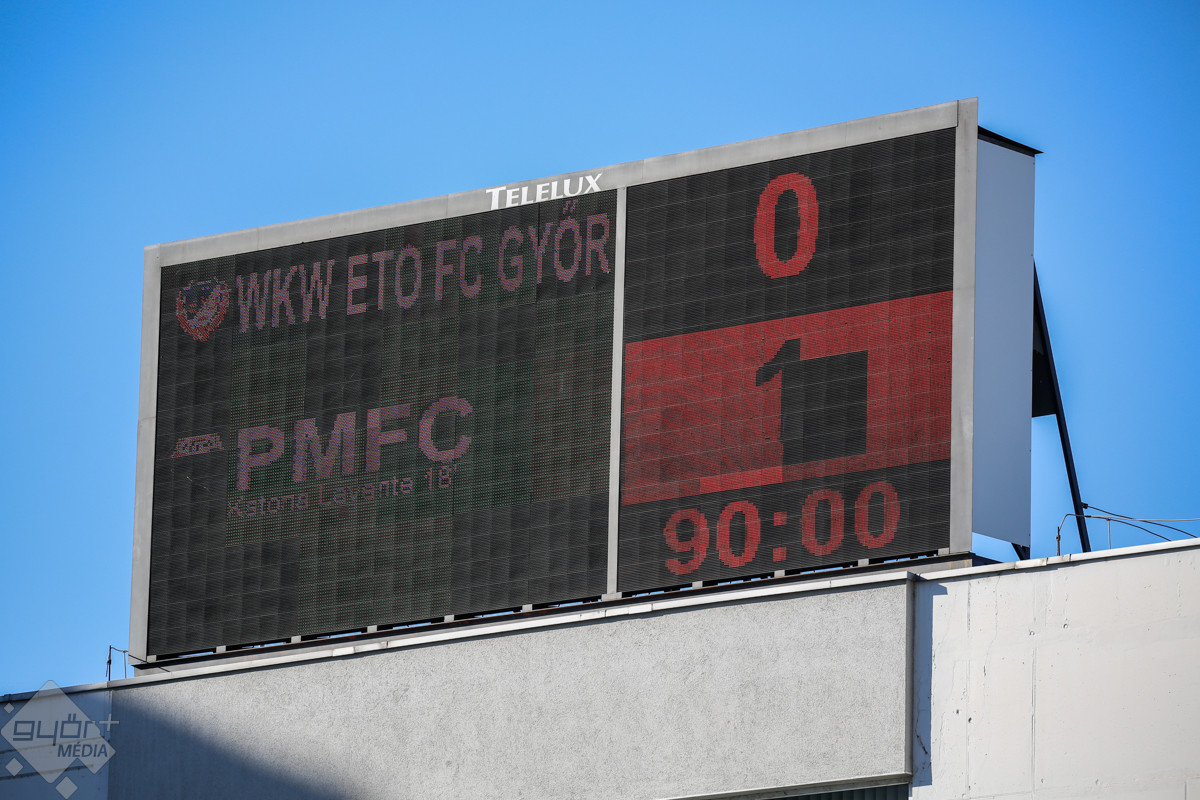 TELELUX
WKW ETO FC GYŐR
0
PMFC
1
Katona Levente 18'
90:00
győr+
MÉDIA